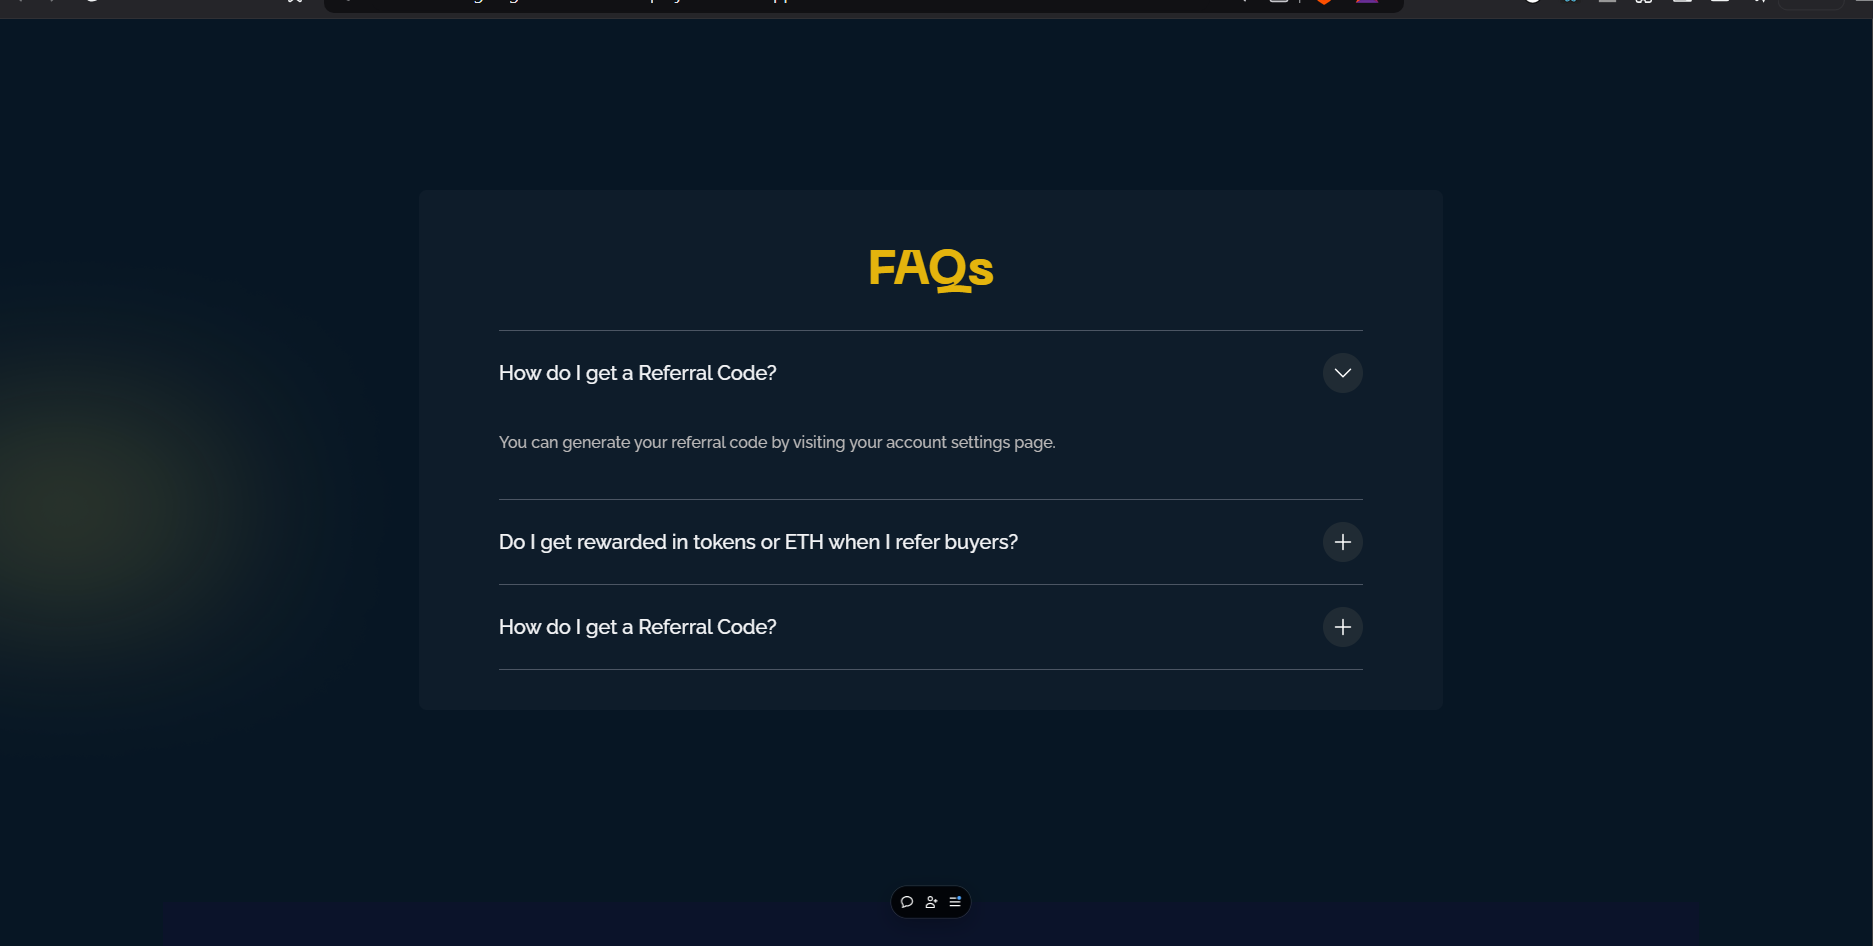 FAQs
How do I get a Referral Code?
You can generate your referral code by visiting your account settings page.
Do I get rewarded in tokens or ETH when I refer buyers?
How do I get a Referral Code?